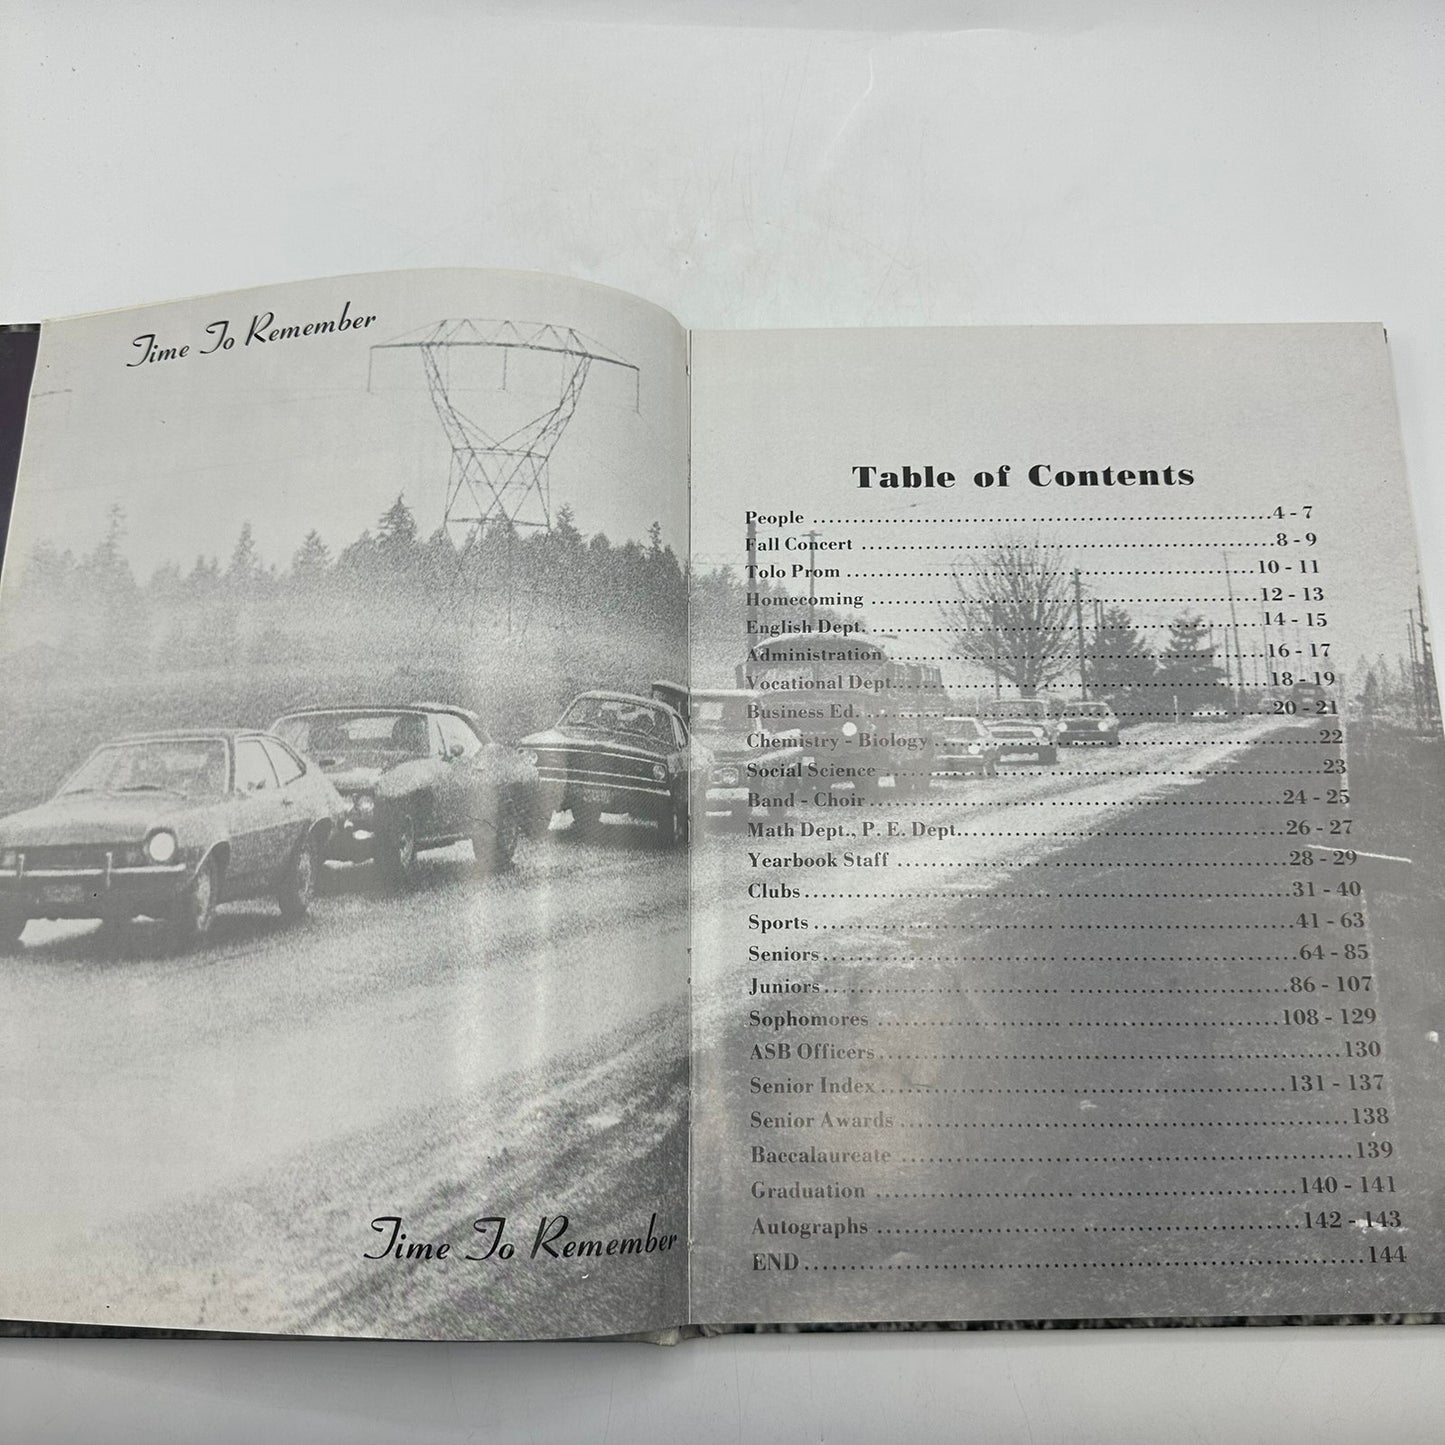 Time To Remember
Time To Remember
Table of Contents
People ........................................................4 - 7
Fall Concert ..................................................8 - 9
Tolo Prom ..................................................10 - 11
Homecoming ...............................................12 - 13
English Dept. ...............................................14 - 15
Administration ..............................................16 - 17
Vocational Dept..............................................18 - 19
Business Ed. .................................................20 - 21
Chemistry - Biology ..............................................22
Social Science ....................................................23
Band - Choir ..................................................24 - 25
Math Dept., P. E. Dept........................................26 - 27
Yearbook Staff ...............................................28 - 29
Clubs..........................................................31 - 40
Sports .........................................................41 - 63
Seniors.........................................................64 - 85
Juniors........................................................86 - 107
Sophomores .................................................108 - 129
ASB Officers ......................................................130
Senior Index .................................................131 - 137
Senior Awards .....................................................138
Baccalaureate .....................................................139
Graduation ..................................................140 - 141
Autographs ..................................................142 - 143
END ................................................................144